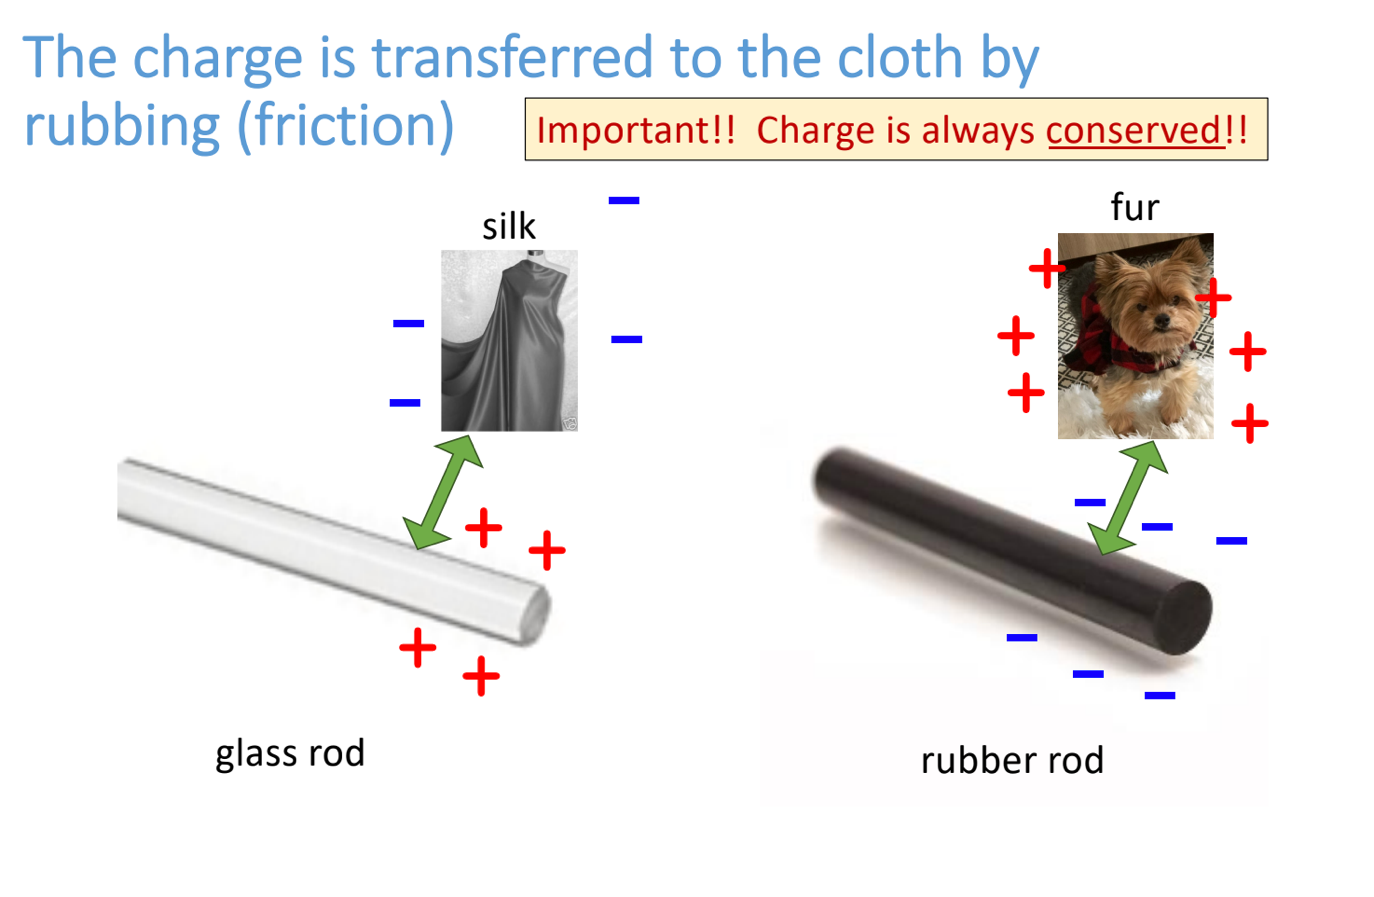 The charge is transferred to the cloth by
rubbing (friction)
Important!!  Charge is always conserved!!
silk
fur
glass rod
rubber rod